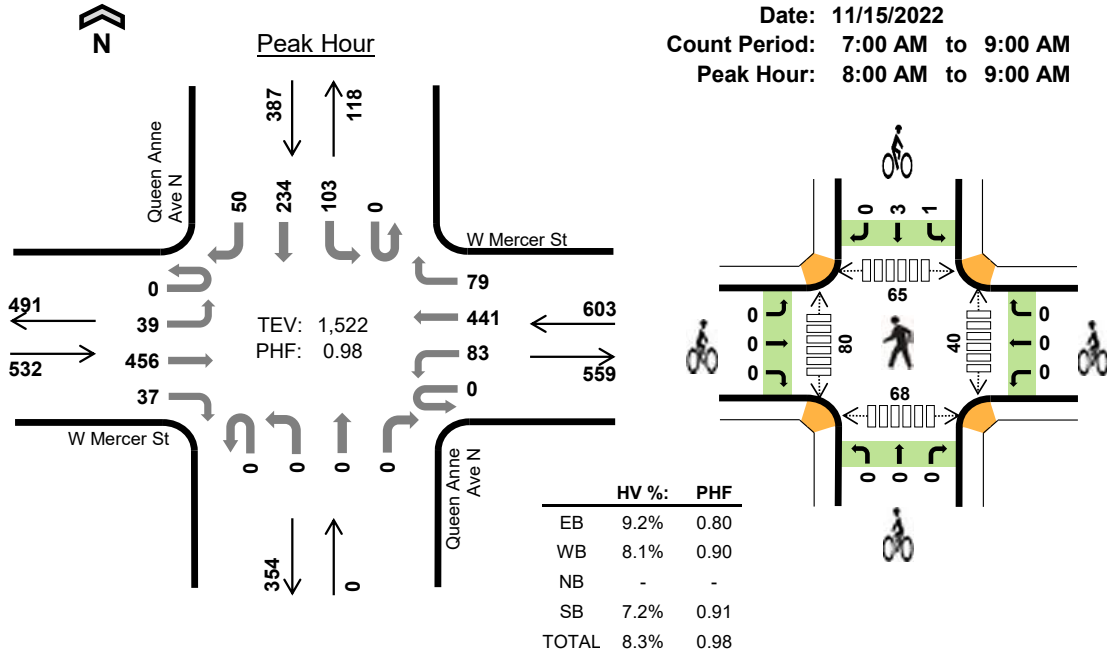 N
Peak Hour
Date: 11/15/2022
Count Period: 7:00 AM to 9:00 AM
Peak Hour: 8:00 AM to 9:00 AM
387
118
Queen Anne
Ave N
50
234
103
0
W Mercer St
0
39
456
37
491
532
TEV: 1,522
PHF: 0.98
79
441
83
0
603
559
W Mercer St
0
0
0
0
Queen Anne
Ave N
354
0
0
3
1
65
0
0
0
80
40
0
0
0
68
0
0
0
HV %: PHF
EB 9.2% 0.80
WB 8.1% 0.90
NB - -
SB 7.2% 0.91
TOTAL 8.3% 0.98